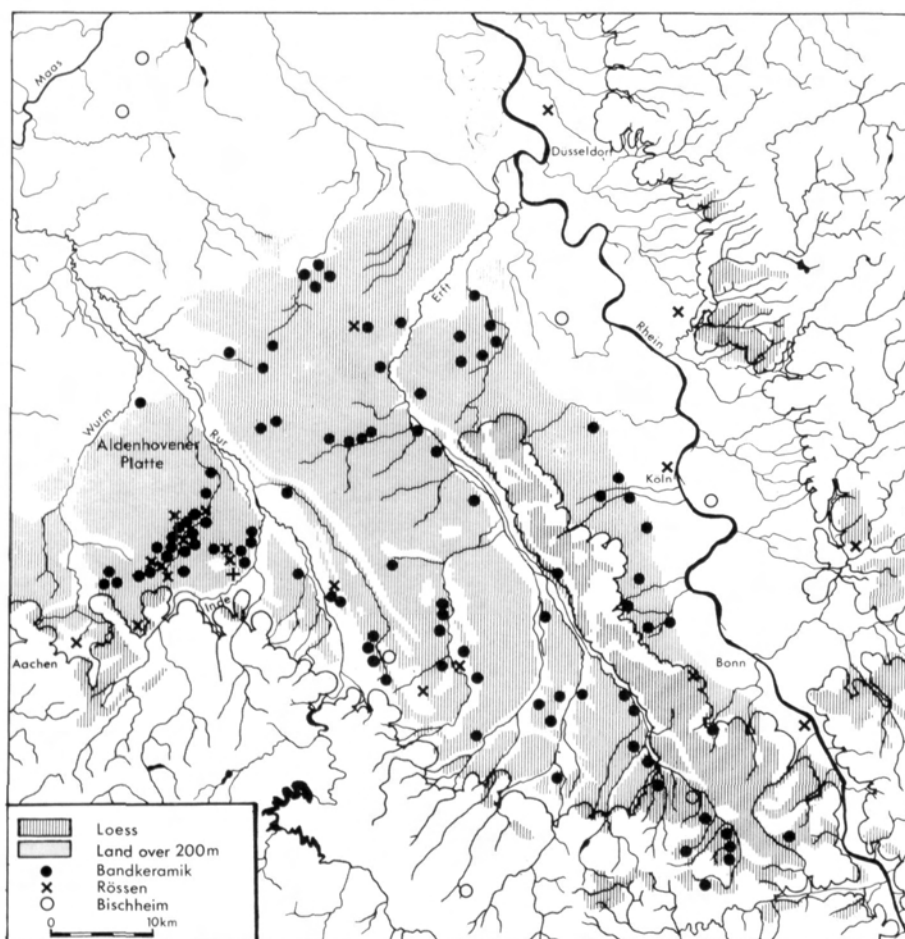 Maas
Dusseldorf
Erft
Rhein
Wurm
Rur
Aldenhovener
Platte
Köln
Inde
Aachen
Bonn
Loess
Land over 200m
Bandkeramik
Rössen
Bischheim
0 10km